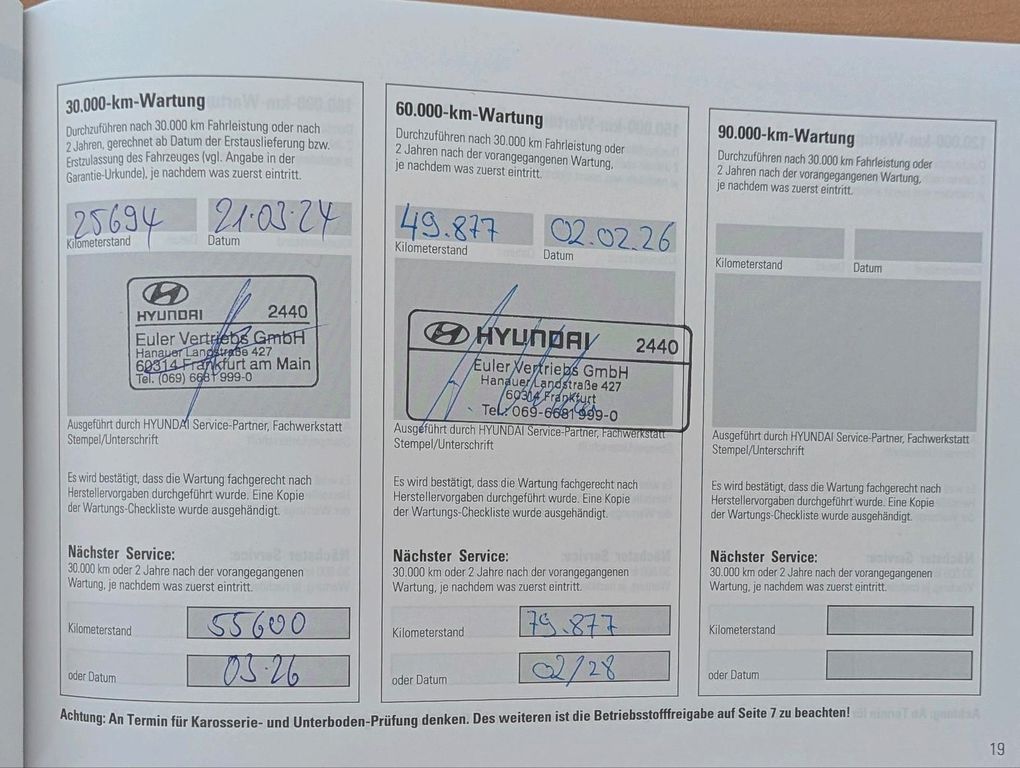 30.000-km-Wartung
Durchzuführen nach 30.000 km Fahrleistung oder nach
2 Jahren, gerechnet ab Datum der Erstauslieferung bzw.
Erstzulassung des Fahrzeuges (vgl. Angabe in der
Garantie-Urkunde), je nachdem was zuerst eintritt.
25694 21.03.24
Kilometerstand Datum
HYUNDAI 2440
Euler Vertriebs GmbH
Hanauer Landstraße 427
60314 Frankfurt am Main
Tel. (069) 6681 999-0
Ausgeführt durch HYUNDAI Service-Partner, Fachwerkstatt
Stempel/Unterschrift
Es wird bestätigt, dass die Wartung fachgerecht nach
Herstellervorgaben durchgeführt wurde. Eine Kopie
der Wartungs-Checkliste wurde ausgehändigt.
Nächster Service:
30.000 km oder 2 Jahre nach der vorangegangenen
Wartung, je nachdem was zuerst eintritt.
Kilometerstand 55600
oder Datum 03.26
60.000-km-Wartung
Durchzuführen nach 30.000 km Fahrleistung oder
2 Jahre nach der vorangegangenen Wartung,
je nachdem was zuerst eintritt.
49.877 02.02.26
Kilometerstand Datum
HYUNDAI 2440
Euler Vertriebs GmbH
Hanauer Landstraße 427
60314 Frankfurt
Tel.: 069-6681 999-0
Ausgeführt durch HYUNDAI Service-Partner, Fachwerkstatt
Stempel/Unterschrift
Es wird bestätigt, dass die Wartung fachgerecht nach
Herstellervorgaben durchgeführt wurde. Eine Kopie
der Wartungs-Checkliste wurde ausgehändigt.
Nächster Service:
30.000 km oder 2 Jahre nach der vorangegangenen
Wartung, je nachdem was zuerst eintritt.
Kilometerstand 79.877
oder Datum 02/28
90.000-km-Wartung
Durchzuführen nach 30.000 km Fahrleistung oder
2 Jahre nach der vorangegangenen Wartung,
je nachdem was zuerst eintritt.
Kilometerstand Datum
Ausgeführt durch HYUNDAI Service-Partner, Fachwerkstatt
Stempel/Unterschrift
Es wird bestätigt, dass die Wartung fachgerecht nach
Herstellervorgaben durchgeführt wurde. Eine Kopie
der Wartungs-Checkliste wurde ausgehändigt.
Nächster Service:
30.000 km oder 2 Jahre nach der vorangegangenen
Wartung, je nachdem was zuerst eintritt.
Kilometerstand
oder Datum
Achtung: An Termin für Karosserie- und Unterboden-Prüfung denken. Des weiteren ist die Betriebsstofffreigabe auf Seite 7 zu beachten!
19